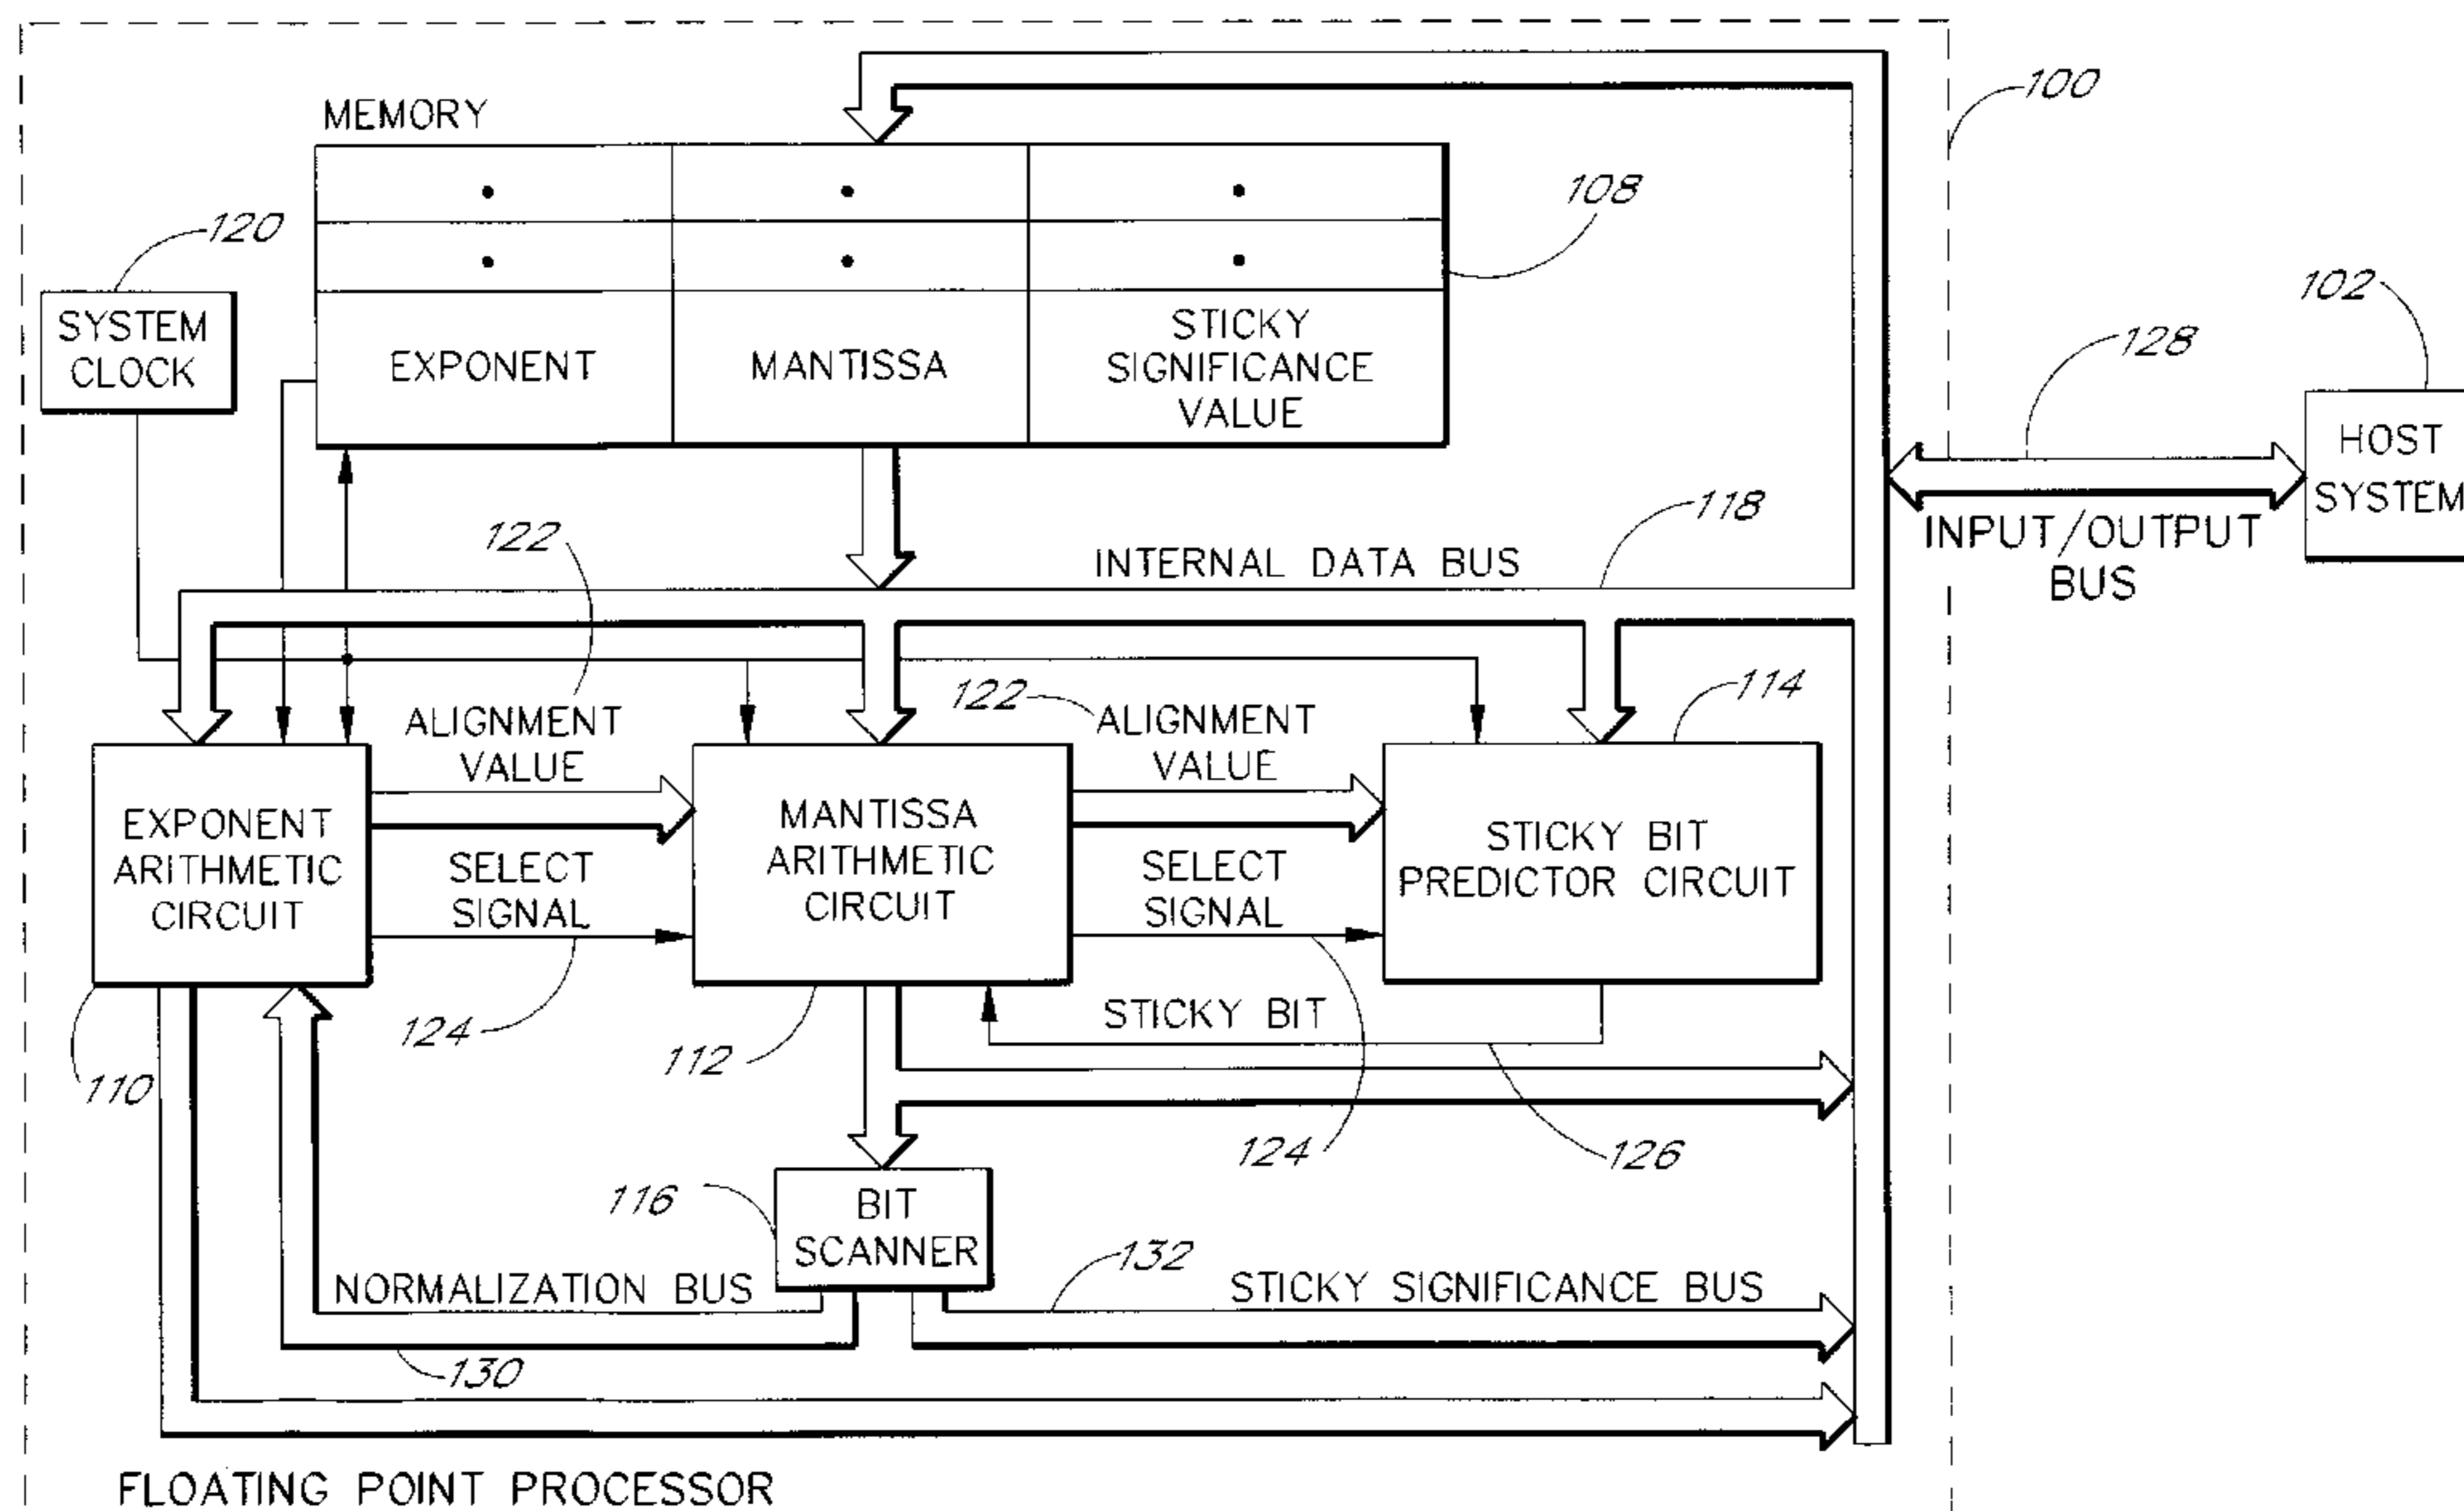 100
MEMORY
108
120
SYSTEM
CLOCK
EXPONENT
MANTISSA
STICKY
SIGNIFICANCE
VALUE
102
128
HOST
SYSTEM
INPUT/OUTPUT
BUS
122
118
INTERNAL DATA BUS
ALIGNMENT
VALUE
122
ALIGNMENT
VALUE
114
EXPONENT
ARITHMETIC
CIRCUIT
SELECT
SIGNAL
MANTISSA
ARITHMETIC
CIRCUIT
SELECT
SIGNAL
STICKY BIT
PREDICTOR CIRCUIT
110
124
112
STICKY BIT
124
126
116
BIT
SCANNER
132
NORMALIZATION BUS
STICKY SIGNIFICANCE BUS
130
FLOATING POINT PROCESSOR